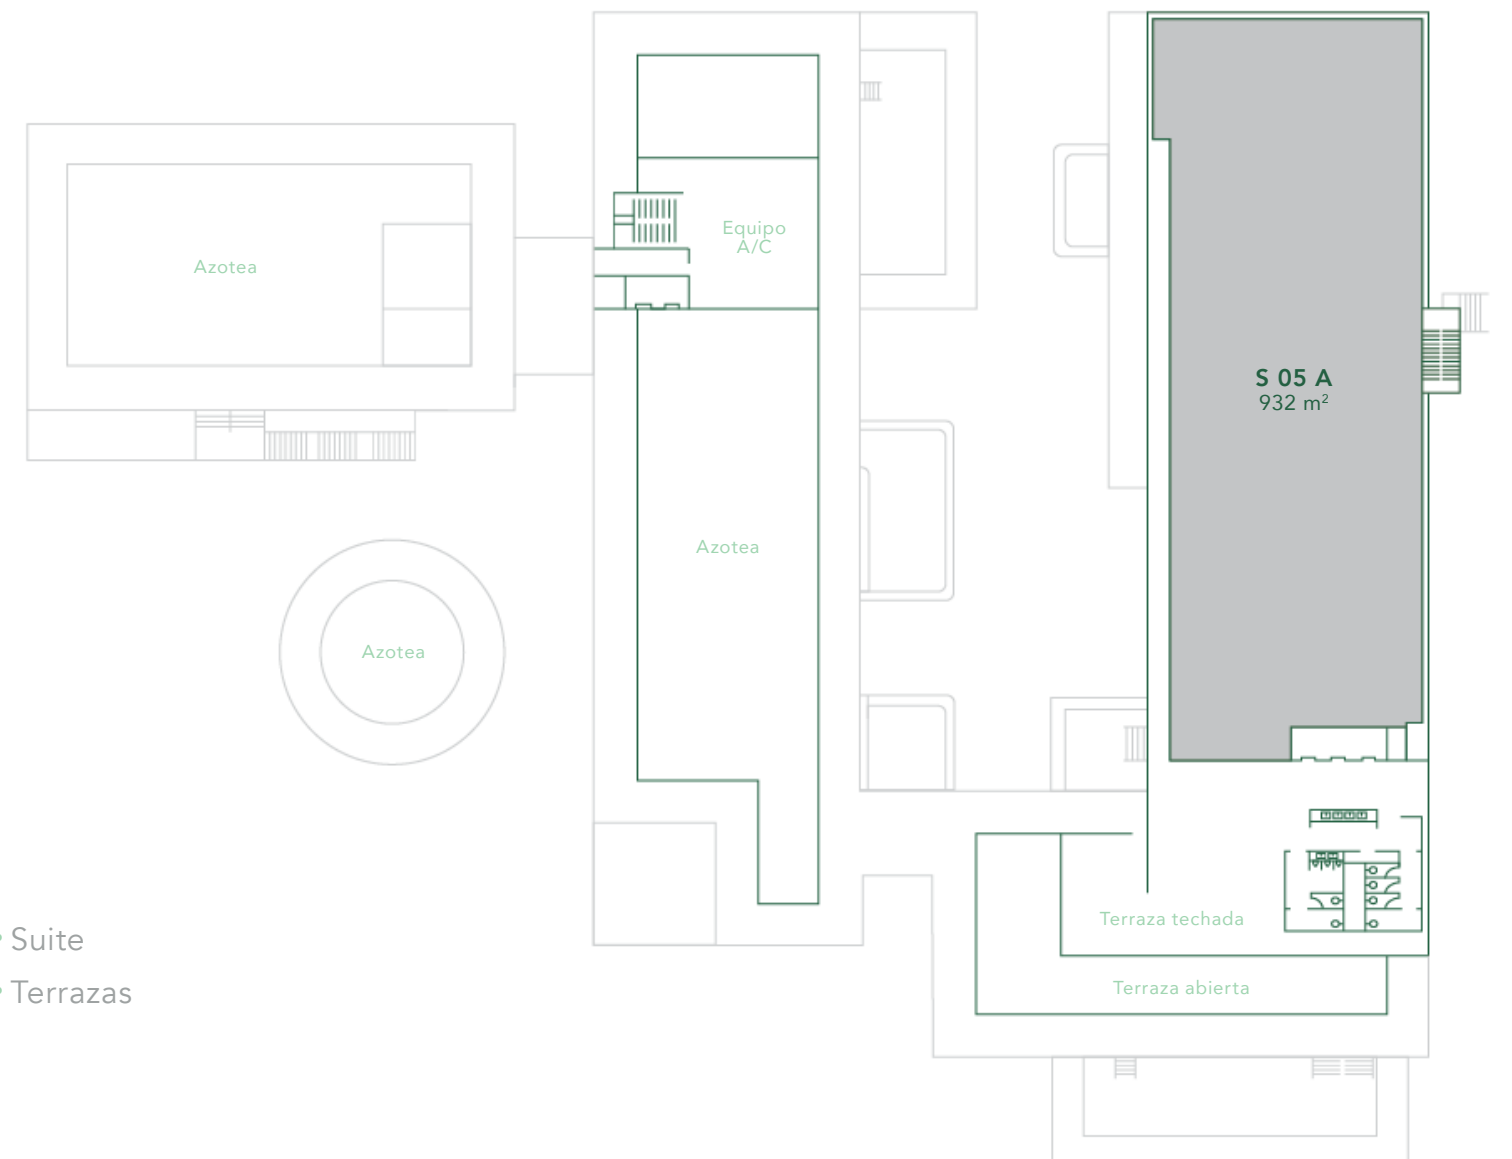 Equipo
A/C
Azotea
S 05 A
932 m²
Azotea
Azotea
Terraza techada
Terraza abierta
• Suite
• Terrazas